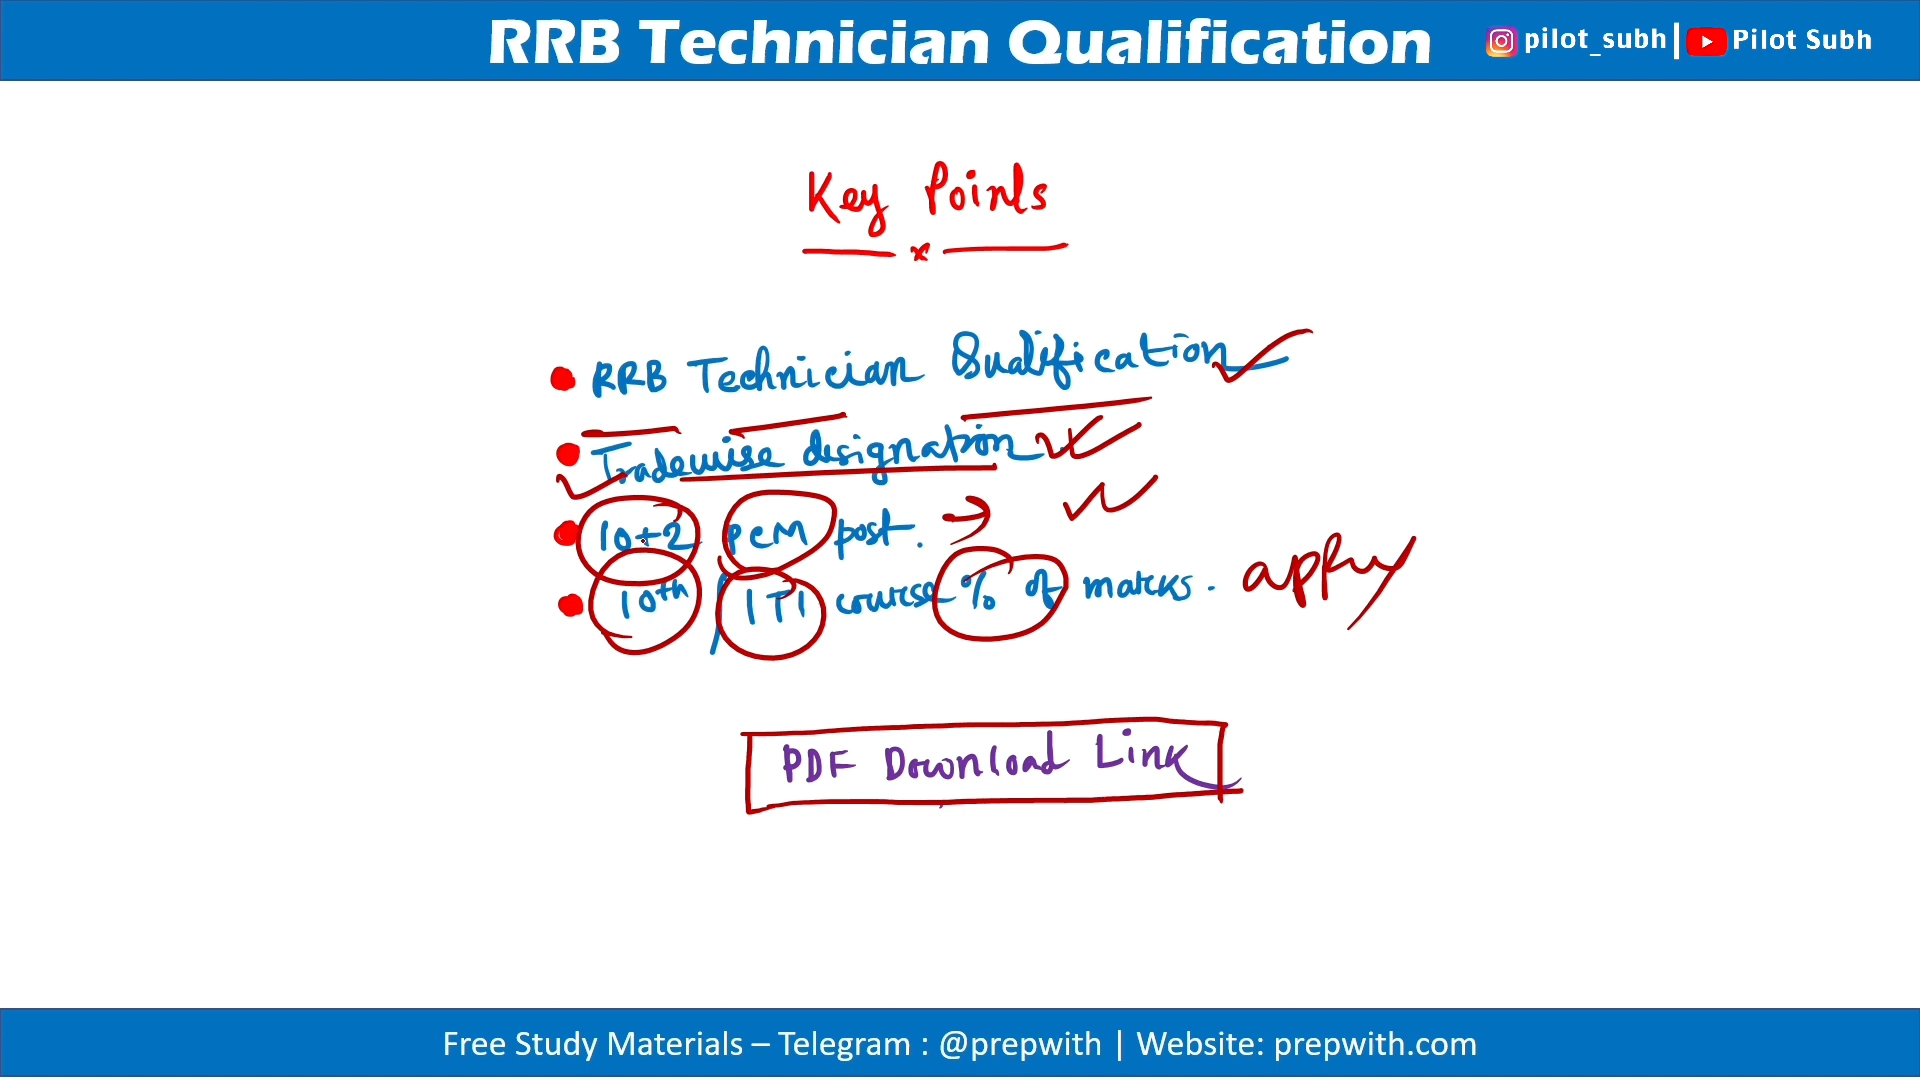 RRB Technician Qualification
pilot_subh | Pilot Subh
Key Points
RRB Technician Qualification
Tradewise designation
10+2 PCM post.
10th / ITI course % of marks. apply
PDF Download Link
Free Study Materials – Telegram : @prepwith | Website: prepwith.com